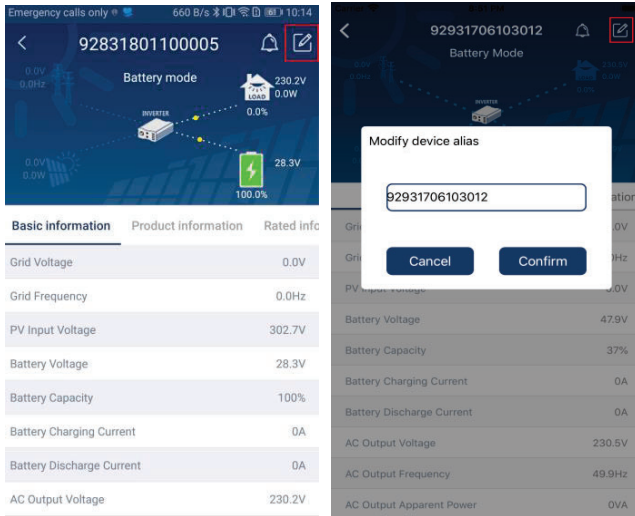 Emergency calls only
660 B/s
10:14
92831801100005
Battery mode
0.0V
0.0Hz
230.2V
0.0W
LOAD
0.0%
INVERTER
0.0V
0.0W
28.3V
100.0%
Basic information Product information Rated info
Grid Voltage 0.0V
Grid Frequency 0.0Hz
PV Input Voltage 302.7V
Battery Voltage 28.3V
Battery Capacity 100%
Battery Charging Current 0A
Battery Discharge Current 0A
AC Output Voltage 230.2V
92931706103012
Battery Mode
INVERTER
Modify device alias
92931706103012
Cancel Confirm
PV Input Voltage 0.0V
Battery Voltage 47.9V
Battery Capacity 37%
Battery Charging Current 0A
Battery Discharge Current 0A
AC Output Voltage 230.5V
AC Output Frequency 49.9Hz
AC Output Apparent Power 0VA